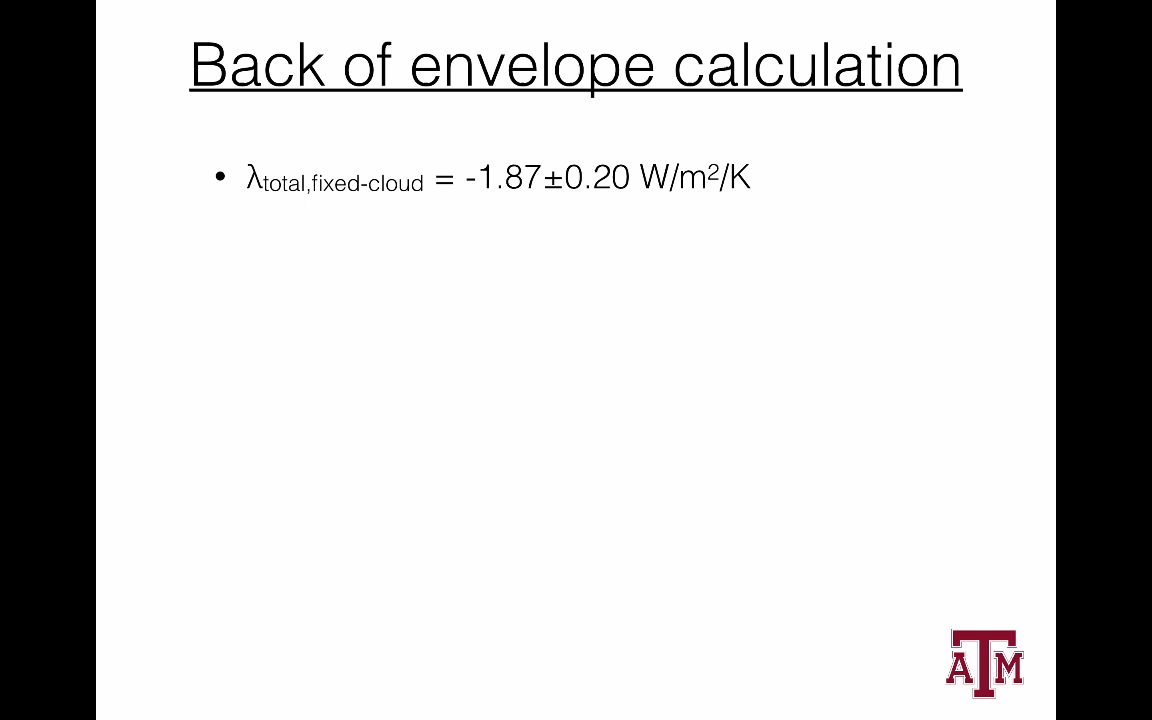 Back of envelope calculation
• λtotal,fixed-cloud = -1.87±0.20 W/m²/K
ATM